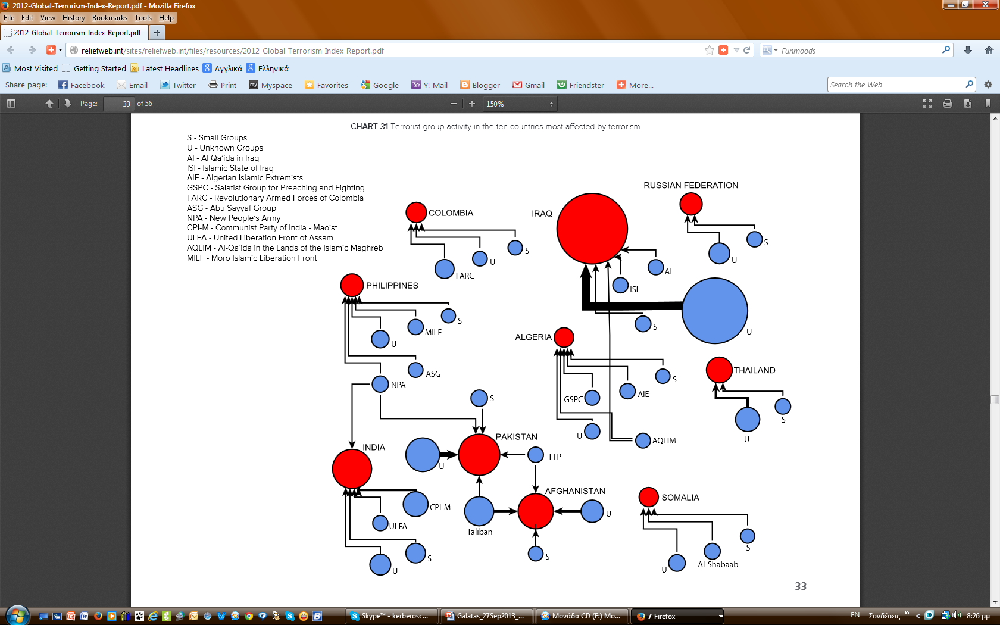 2012-Global-Terrorism-Index-Report.pdf - Mozilla Firefox
File Edit View History Bookmarks Tools Help
2012-Global-Terrorism-Index-Report.pdf
reliefweb.int/sites/reliefweb.int/files/resources/2012-Global-Terrorism-Index-Report.pdf
Funmoods
Most Visited Getting Started Latest Headlines Αγγλικά Ελληνικά
Share page: Facebook Email Twitter Print Myspace Favorites Google Y! Mail Blogger Gmail Friendster More...
Search the Web
Page: 33 of 56
150%
CHART 31 Terrorist group activity in the ten countries most affected by terrorism
S - Small Groups
U - Unknown Groups
AI - Al Qa'ida in Iraq
ISI - Islamic State of Iraq
AIE - Algerian Islamic Extremists
GSPC - Salafist Group for Preaching and Fighting
FARC - Revolutionary Armed Forces of Colombia
ASG - Abu Sayyaf Group
NPA - New People's Army
CPI-M - Communist Party of India - Maoist
ULFA - United Liberation Front of Assam
AQLIM - Al-Qa'ida in the Lands of the Islamic Maghreb
MILF - Moro Islamic Liberation Front
COLOMBIA
FARC
U
S
IRAQ
AI
ISI
S
U
RUSSIAN FEDERATION
U
S
PHILIPPINES
S
MILF
U
ASG
NPA
ALGERIA
S
AIE
GSPC
U
AQLIM
THAILAND
S
U
S
PAKISTAN
U
TTP
Taliban
INDIA
CPI-M
ULFA
S
U
AFGHANISTAN
U
S
SOMALIA
S
Al-Shabaab
U
33
Skype™ - kerberosc...
Galatas_27Sep2013_...
Μονάδα CD (F:) Mo...
7 Firefox
EN
Συνδέσεις
8:26 μμ